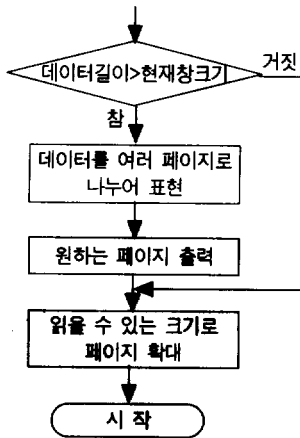 데이터길이>현재창크기
거짓
참
데이터를 여러 페이지로
나누어 표현
원하는 페이지 출력
읽을 수 있는 크기로
페이지 확대
시 작